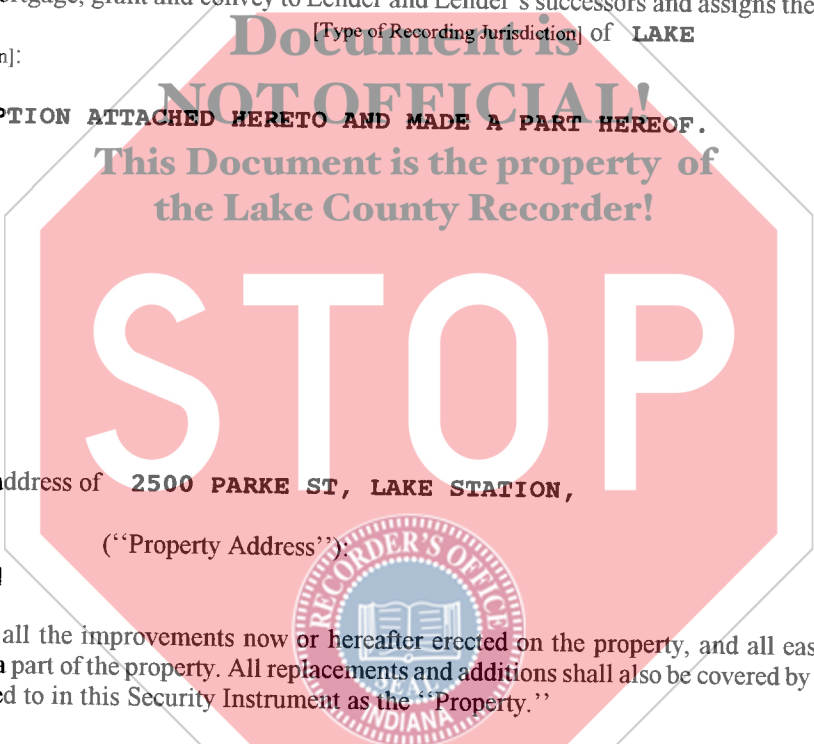 rtgage, grant and convey to Lender and Lender's successors and assigns the
Document is
[Type of Recording Jurisdiction] of LAKE
n]:
NOT OFFICIAL!
PTION ATTACHED HERETO AND MADE A PART HEREOF.
This Document is the property of
the Lake County Recorder!
STOP
address of 2500 PARKE ST, LAKE STATION,
("Property Address"):
RECORDER'S OFFICE
all the improvements now or hereafter erected on the property, and all eas
a part of the property. All replacements and additions shall also be covered by
SEAL
ed to in this Security Instrument as the "Property."
INDIANA